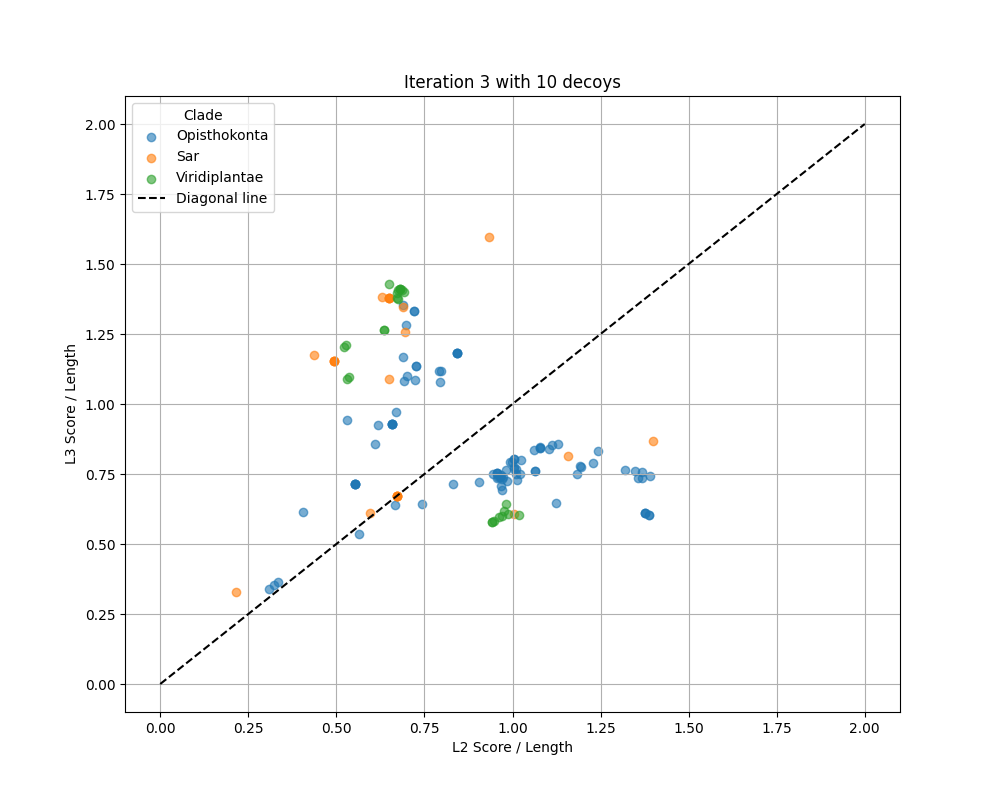 Iteration 3 with 10 decoys
Clade
Opisthokonta
Sar
Viridiplantae
Diagonal line
2.00
1.75
1.50
1.25
1.00
0.75
0.50
0.25
0.00
L3 Score / Length
0.00 0.25 0.50 0.75 1.00 1.25 1.50 1.75 2.00
L2 Score / Length